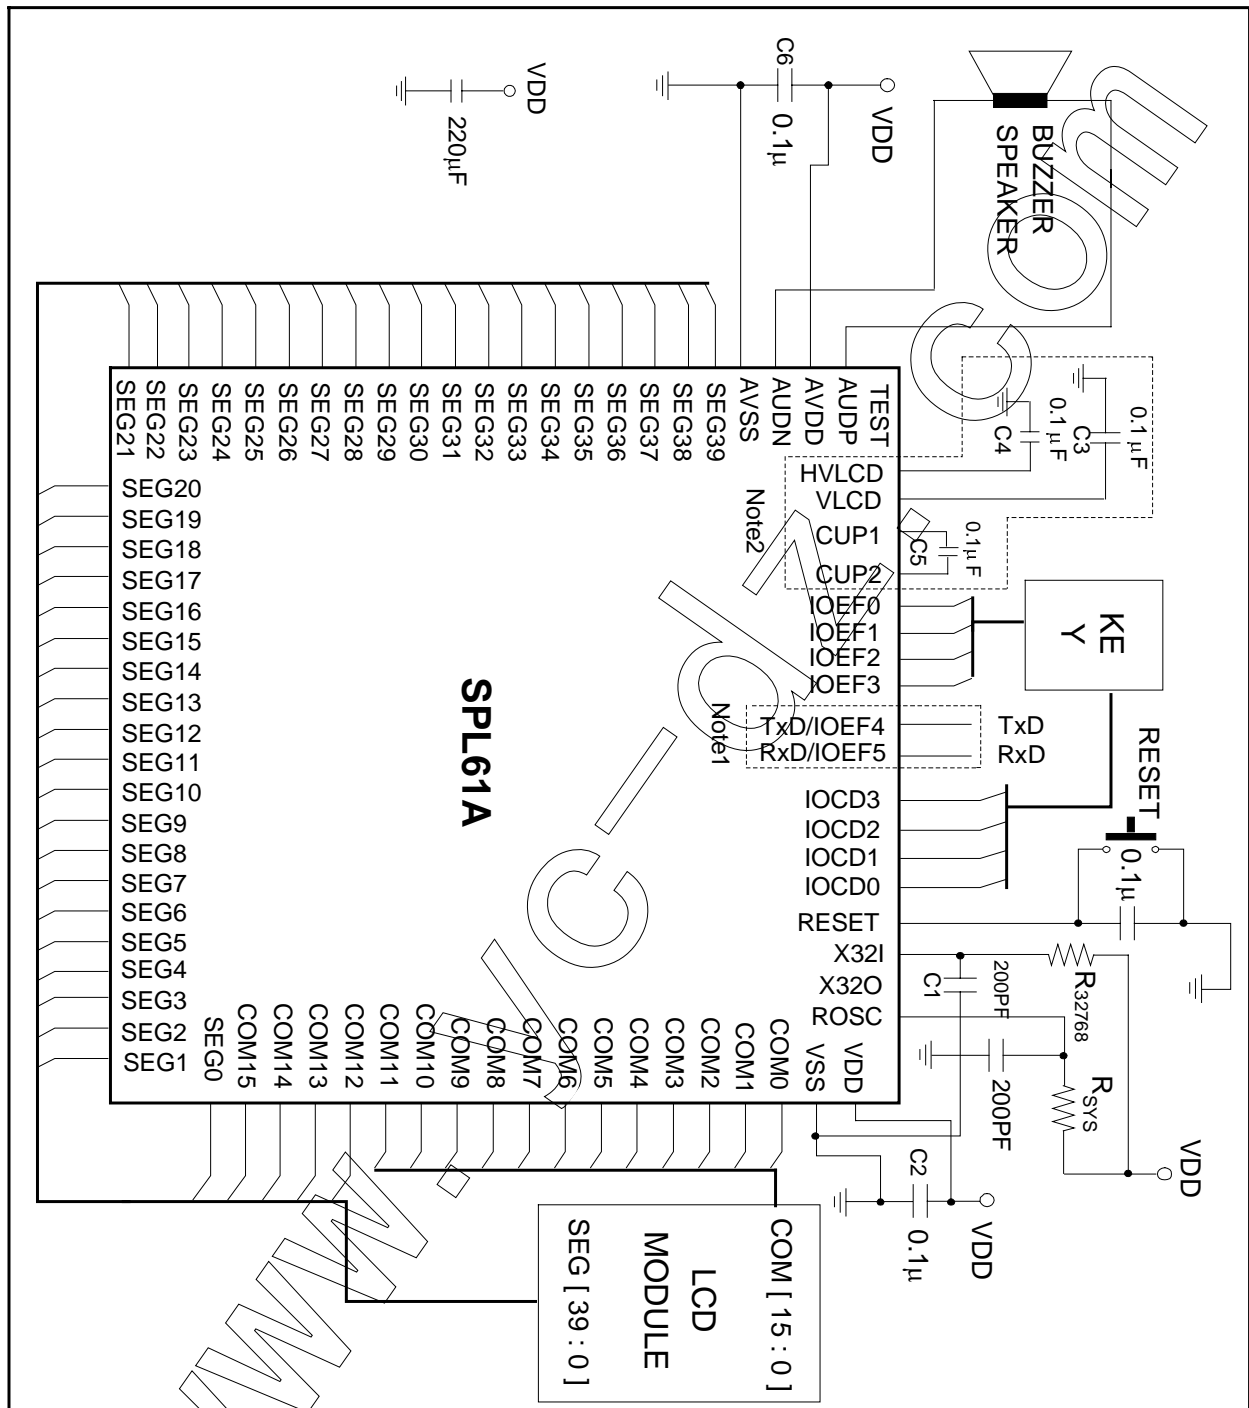 VDD
220µF
C6
0.1µ
VDD
BUZZER
SPEAKER
SEG21
SEG22
SEG23
SEG24
SEG25
SEG26
SEG27
SEG28
SEG29
SEG30
SEG31
SEG32
SEG33
SEG34
SEG35
SEG36
SEG37
SEG38
SEG39
AVSS
AUDN
AVDD
AUDP
TEST
0.1µF
C4
0.1µF
C3
HVLCD
VLCD
CUP1
CUP2
Note2
C5
0.1µF
IOEF0
IOEF1
IOEF2
IOEF3
KE
Y
Note1
TxD/IOEF4
RxD/IOEF5
TxD
RxD
IOCD3
IOCD2
IOCD1
IOCD0
RESET
0.1µ
RESET
X32I
X32O
ROSC
C1
200PF
R32768
200PF
RSYS
VDD
SPL61A
SEG20
SEG19
SEG18
SEG17
SEG16
SEG15
SEG14
SEG13
SEG12
SEG11
SEG10
SEG9
SEG8
SEG7
SEG6
SEG5
SEG4
SEG3
SEG2
SEG1
SEG0
COM15
COM14
COM13
COM12
COM11
COM10
COM9
COM8
COM7
COM6
COM5
COM4
COM3
COM2
COM1
COM0
VSS
VDD
C2
0.1µ
VDD
LCD
MODULE
COM [ 15 : 0 ]
SEG [ 39 : 0 ]
www.Ic-dz.com